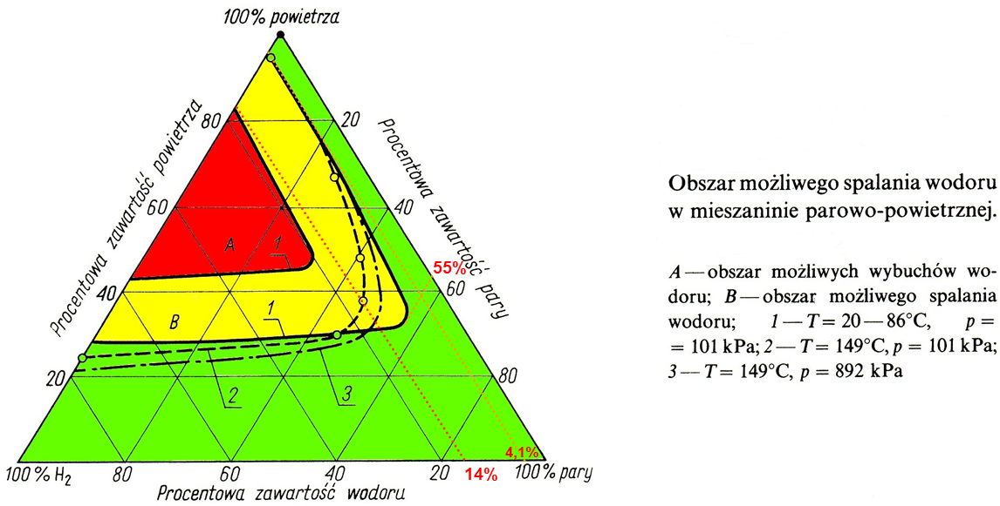 100% powietrza
Procentowa zawartość powietrza
80
60
40
20
20
40
60
80
Procentowa zawartość pary
55%
A
1
B
1
2
3
4,1%
14%
100% H₂
80
60
40
20
100% pary
Procentowa zawartość wodoru
Obszar możliwego spalania wodoru
w mieszaninie parowo-powietrznej.
A — obszar możliwych wybuchów wo-
doru; B — obszar możliwego spalania
wodoru; 1 — T = 20 — 86°C, p =
= 101 kPa; 2 — T = 149°C, p = 101 kPa;
3 — T = 149°C, p = 892 kPa